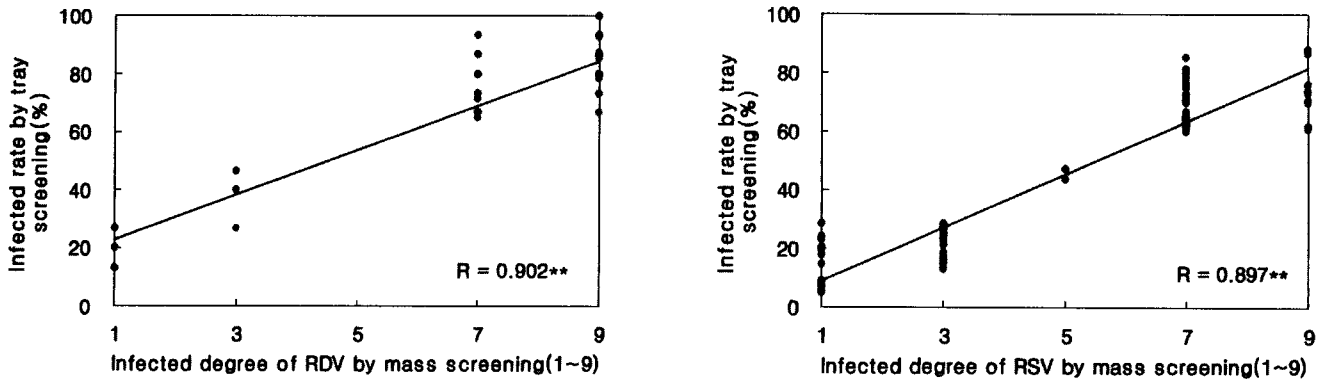 100
80
60
40
20
0
Infected rate by tray
screening(%)
R = 0.902**
1 3 5 7 9
Infected degree of RDV by mass screening(1~9)
100
80
60
40
20
0
Infected rate by tray
screening(%)
R = 0.897**
1 3 5 7 9
Infected degree of RSV by mass screening(1~9)